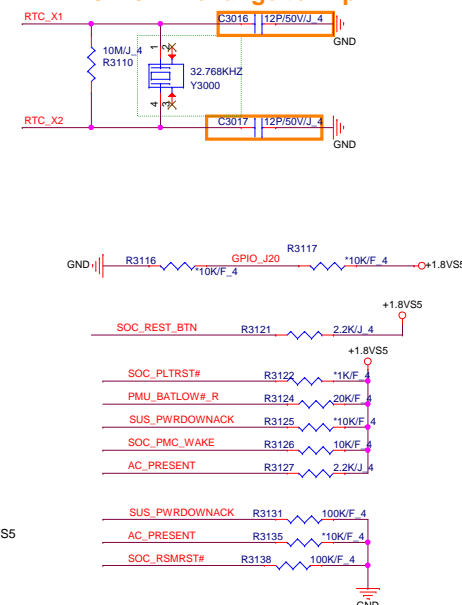 RTC_X1
C3016
12P/50V/J_4
GND
10M/J_4
R3110
1
2
32.768KHZ
Y3000
4
3
RTC_X2
C3017
12P/50V/J_4
GND
R3117
GND
R3116
GPIO_J20
*10K/F_4
+1.8VS5
*10K/F_4
+1.8VS5
SOC_REST_BTN
R3121
2.2K/J_4
+1.8VS5
SOC_PLTRST#
R3122
*1K/F_4
PMU_BATLOW#_R
R3124
20K/F_4
SUS_PWRDOWNACK
R3125
*10K/F_4
SOC_PMC_WAKE
R3126
10K/F_4
AC_PRESENT
R3127
2.2K/J_4
SUS_PWRDOWNACK
R3131
100K/F_4
VS5
AC_PRESENT
R3135
*10K/F_4
SOC_RSMRST#
R3138
100K/F_4
GND